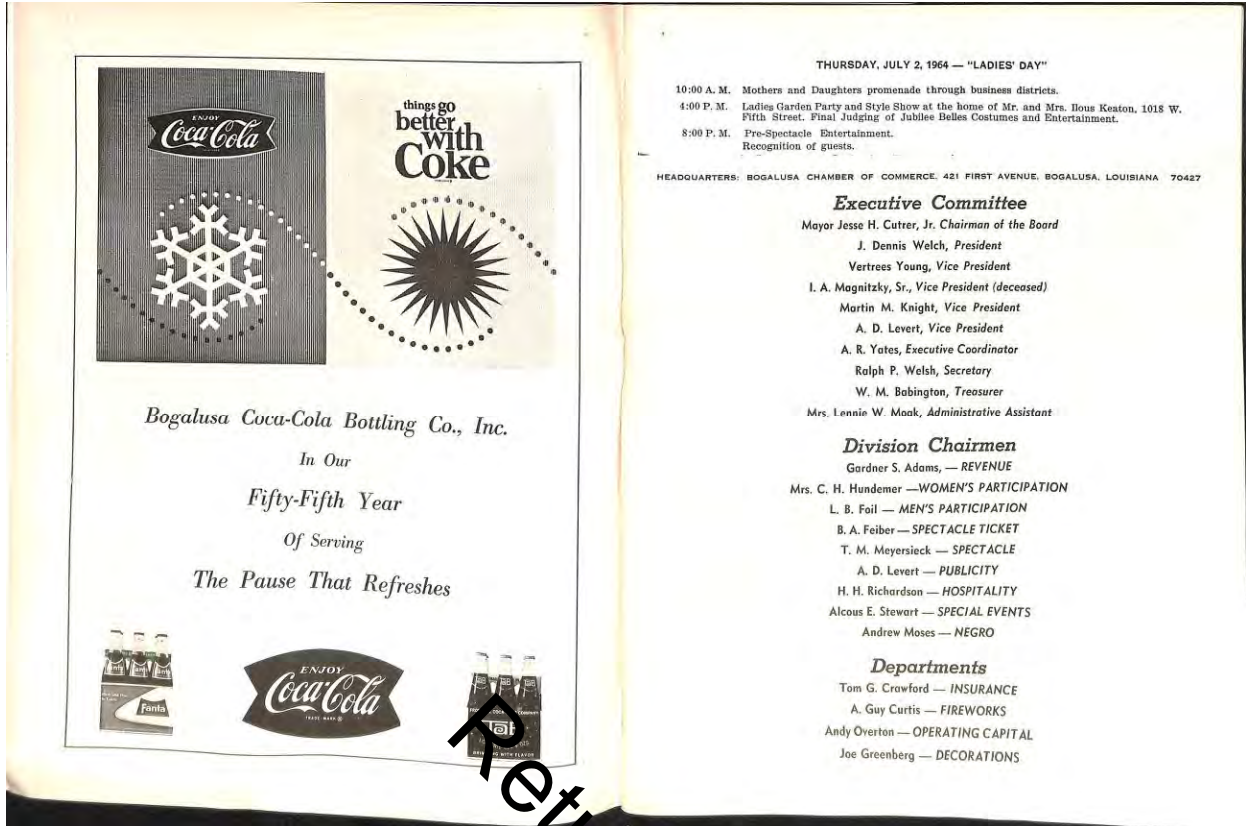 ENJOY
Coca-Cola
things go
better
with
Coke
Bogalusa Coca-Cola Bottling Co., Inc.
In Our
Fifty-Fifth Year
Of Serving
The Pause That Refreshes
Fanta
ENJOY
Coca-Cola
TRADE MARK ®
Tab
Retu
THURSDAY, JULY 2, 1964 — "LADIES' DAY"
10:00 A. M. Mothers and Daughters promenade through business districts.
4:00 P. M. Ladies Garden Party and Style Show at the home of Mr. and Mrs. Ilous Keaton, 1018 W.
Fifth Street. Final Judging of Jubilee Belles Costumes and Entertainment.
8:00 P. M. Pre-Spectacle Entertainment.
Recognition of guests.
HEADQUARTERS: BOGALUSA CHAMBER OF COMMERCE, 421 FIRST AVENUE, BOGALUSA, LOUISIANA 70427
Executive Committee
Mayor Jesse H. Cutrer, Jr. Chairman of the Board
J. Dennis Welch, President
Vertrees Young, Vice President
I. A. Magnitzky, Sr., Vice President (deceased)
Martin M. Knight, Vice President
A. D. Levert, Vice President
A. R. Yates, Executive Coordinator
Ralph P. Welsh, Secretary
W. M. Babington, Treasurer
Mrs. Lennie W. Moak, Administrative Assistant
Division Chairmen
Gardner S. Adams, — REVENUE
Mrs. C. H. Hundemer —WOMEN'S PARTICIPATION
L. B. Foil — MEN'S PARTICIPATION
B. A. Feiber — SPECTACLE TICKET
T. M. Meyersieck — SPECTACLE
A. D. Levert — PUBLICITY
H. H. Richardson — HOSPITALITY
Alcous E. Stewart — SPECIAL EVENTS
Andrew Moses — NEGRO
Departments
Tom G. Crawford — INSURANCE
A. Guy Curtis — FIREWORKS
Andy Overton — OPERATING CAPITAL
Joe Greenberg — DECORATIONS